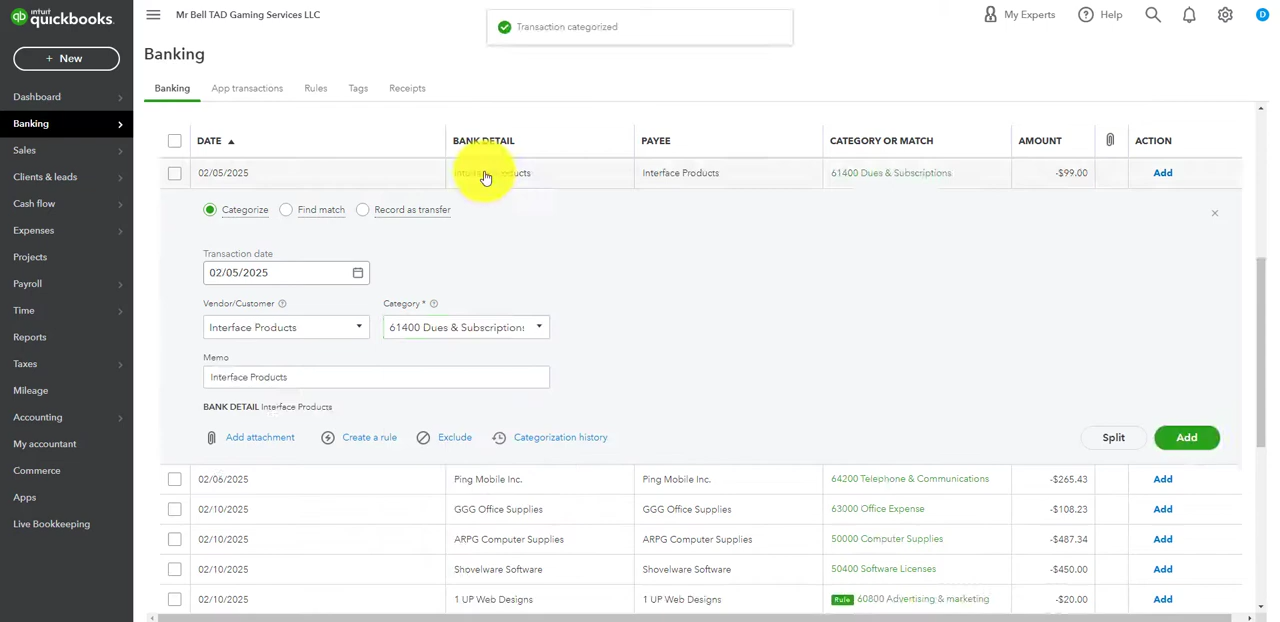 intuit
qb quickbooks.
Mr Bell TAD Gaming Services LLC
Transaction categorized
My Experts
Help
D
+ New
Banking
Dashboard
Banking
Sales
Clients & leads
Cash flow
Expenses
Projects
Payroll
Time
Reports
Taxes
Mileage
Accounting
My accountant
Commerce
Apps
Live Bookkeeping
Banking App transactions Rules Tags Receipts
DATE BANK DETAIL PAYEE CATEGORY OR MATCH AMOUNT ACTION
02/05/2025 Interface Products Interface Products 61400 Dues & Subscriptions -$99.00 Add
Categorize Find match Record as transfer
Transaction date
02/05/2025
Vendor/Customer Category *
Interface Products 61400 Dues & Subscriptions
Memo
Interface Products
BANK DETAIL Interface Products
Add attachment Create a rule Exclude Categorization history
Split Add
02/06/2025 Ping Mobile Inc. Ping Mobile Inc. 64200 Telephone & Communications -$265.43 Add
02/10/2025 GGG Office Supplies GGG Office Supplies 63000 Office Expense -$108.23 Add
02/10/2025 ARPG Computer Supplies ARPG Computer Supplies 50000 Computer Supplies -$487.34 Add
02/10/2025 Shovelware Software Shovelware Software 50400 Software Licenses -$450.00 Add
02/10/2025 1 UP Web Designs 1 UP Web Designs Rule 60800 Advertising & marketing -$20.00 Add